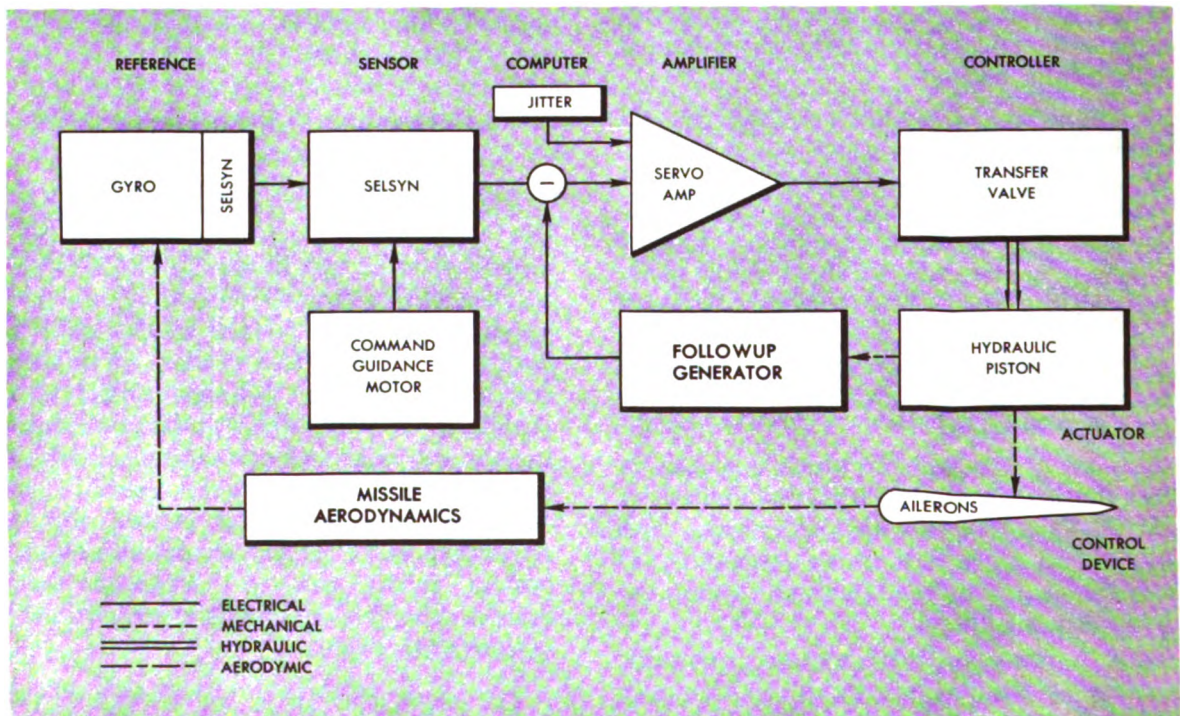 REFERENCE
SENSOR
COMPUTER
AMPLIFIER
CONTROLLER
JITTER
GYRO
SELSYN
SELSYN
−
SERVO
AMP
TRANSFER
VALVE
COMMAND
GUIDANCE
MOTOR
FOLLOWUP
GENERATOR
HYDRAULIC
PISTON
ACTUATOR
MISSILE
AERODYNAMICS
AILERONS
CONTROL
DEVICE
ELECTRICAL
MECHANICAL
HYDRAULIC
AERODYMIC